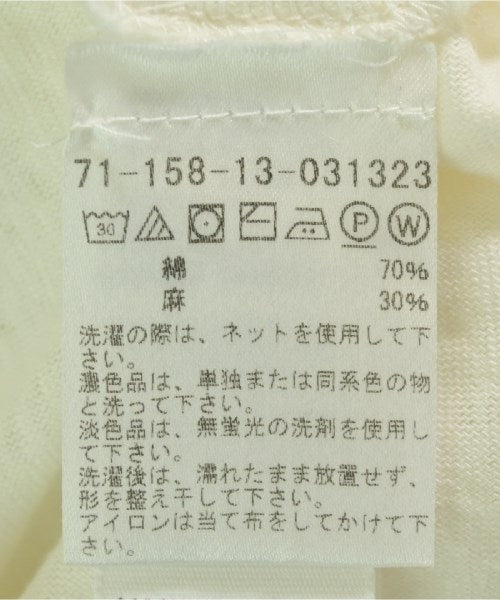 71-158-13-031323
30 P W
綿 70%
麻 30%
洗濯の際は、ネットを使用して下
さい。
濃色品は、単独または同系色の物
と洗って下さい。
淡色品は、無蛍光の洗剤を使用し
て下さい。
洗濯後は、濡れたまま放置せず、
形を整え干して下さい。
アイロンは当て布をしてかけて下
さい。